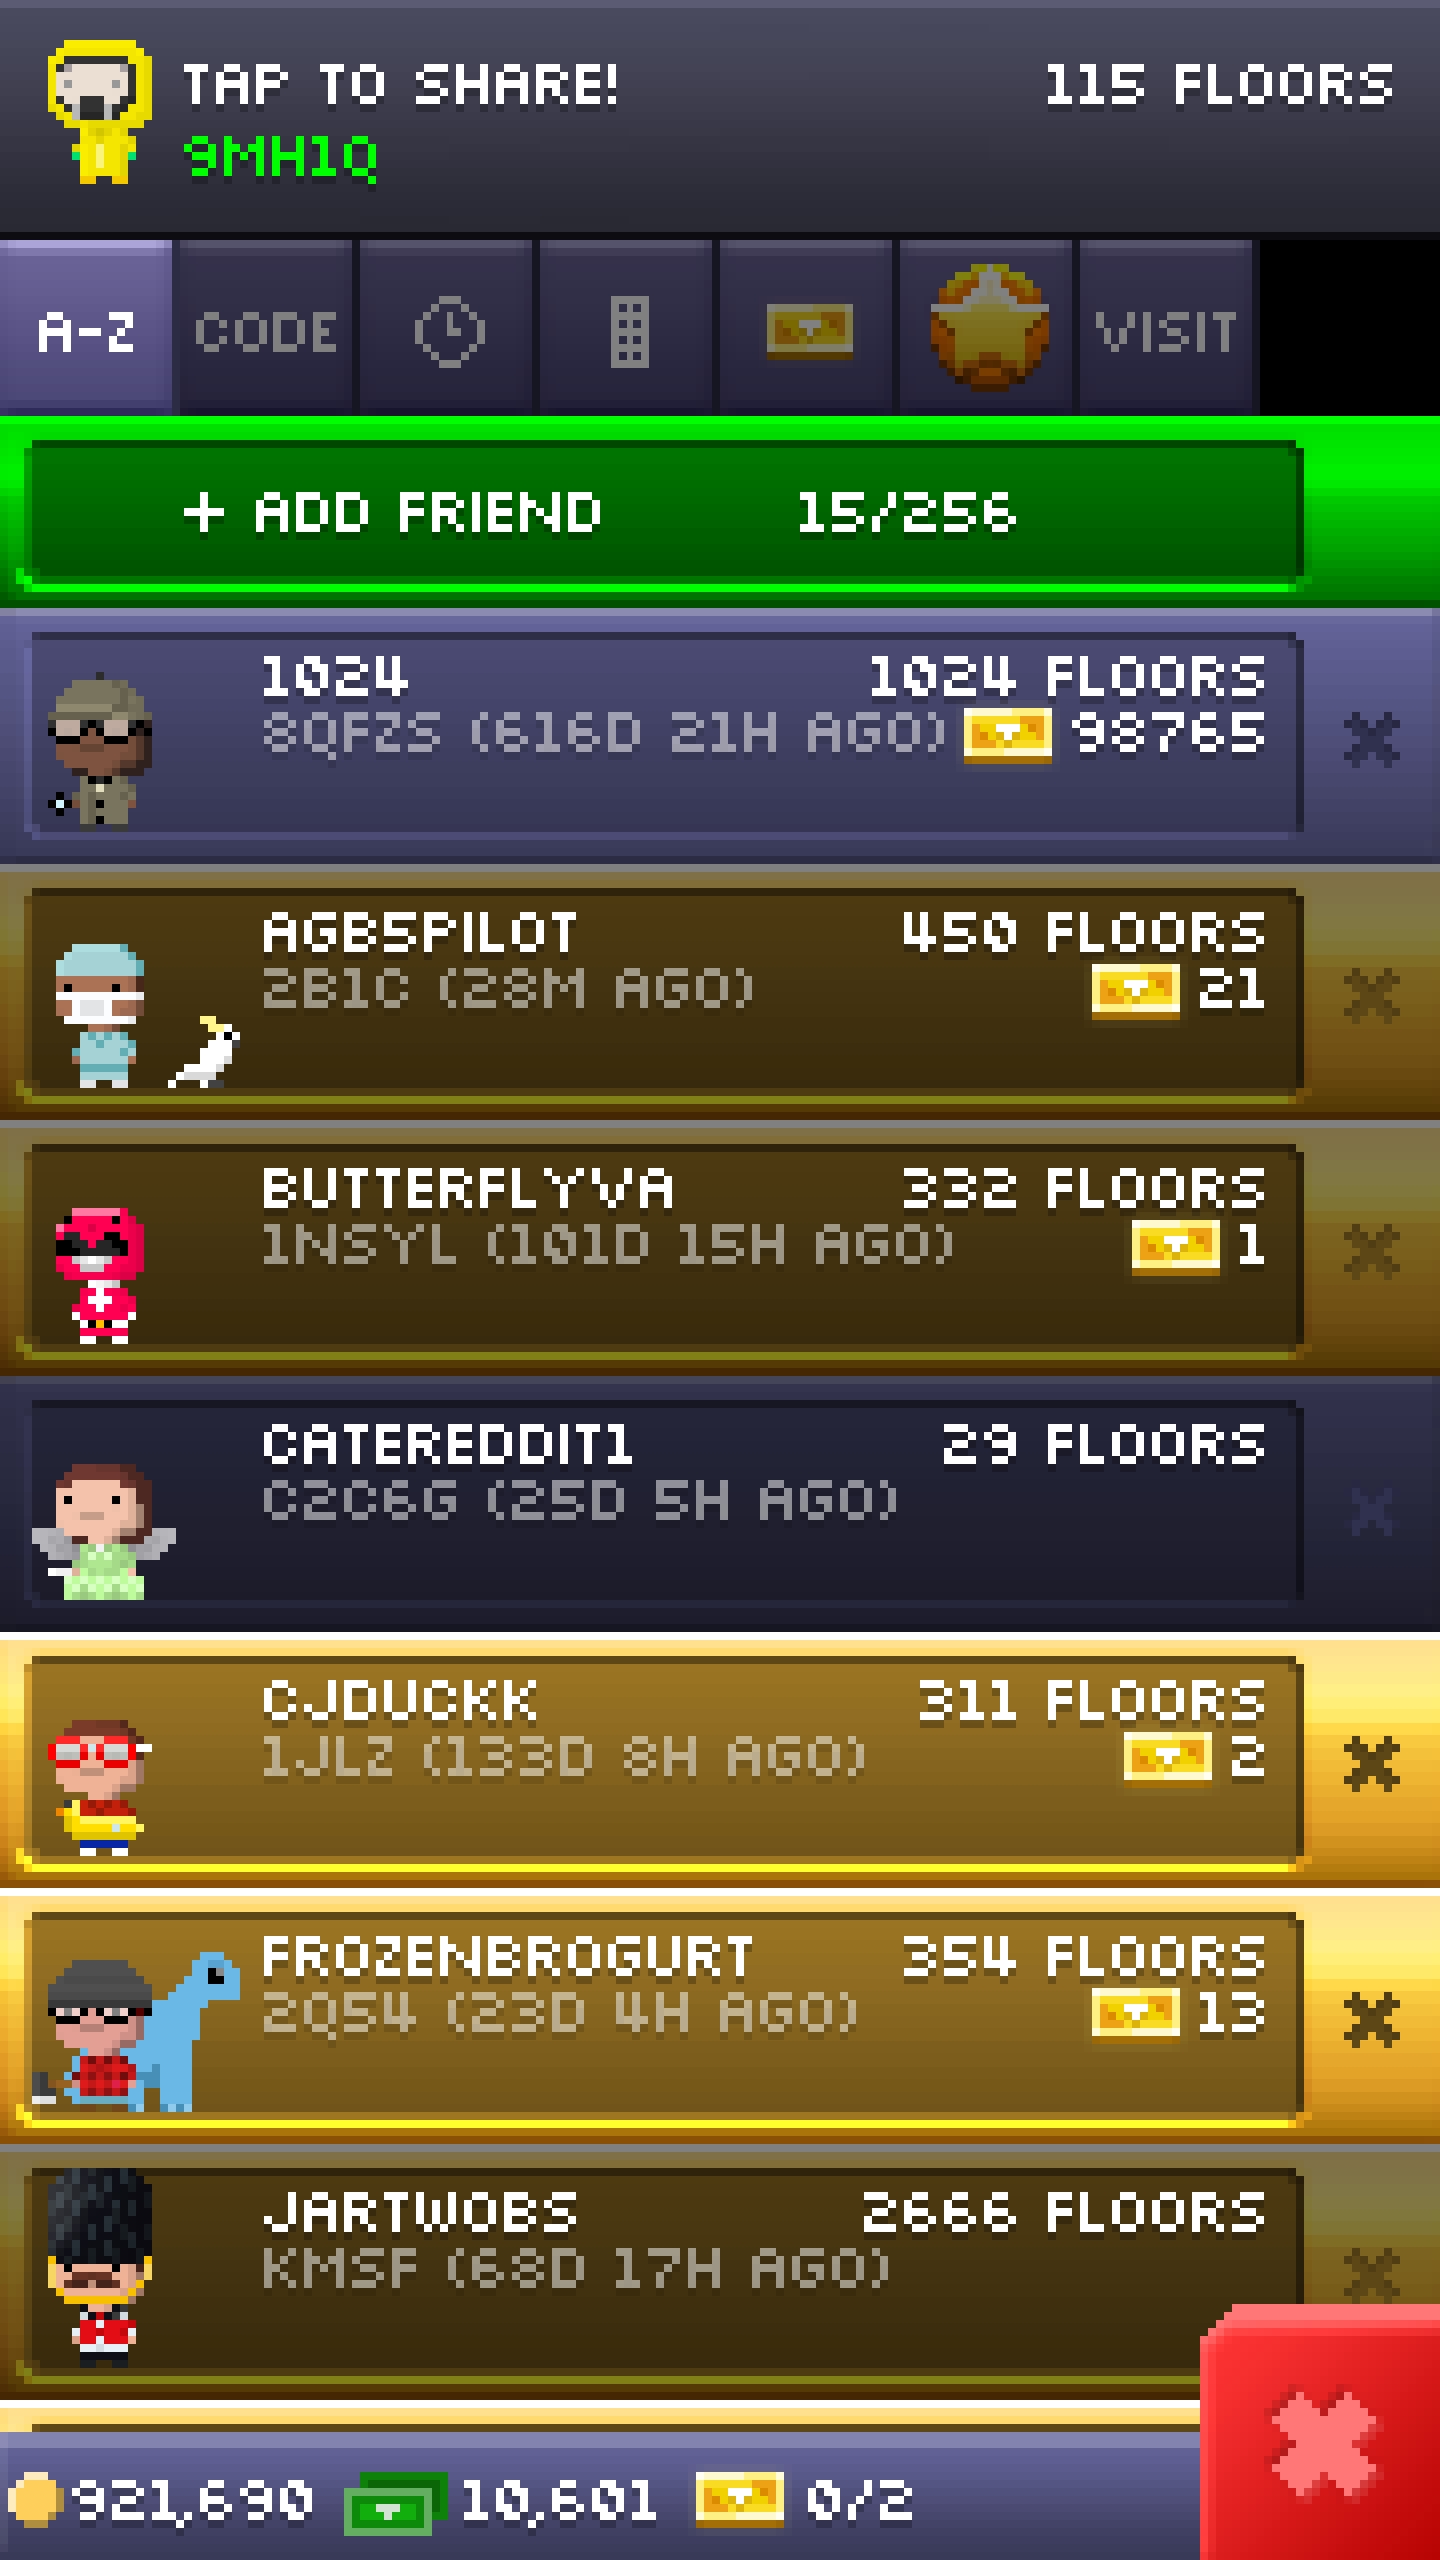 TAP TO SHARE! 115 FLOORS
9MH1Q
A-Z CODE VISIT
+ ADD FRIEND 15/256
1024 1024 FLOORS
8QFZS (616D 21H AGO) 98765
AGB5PILOT 450 FLOORS
2B1C (28M AGO) 21
BUTTERFLYVA 332 FLOORS
1NSYL (101D 15H AGO) 1
CATEREDDIT1 29 FLOORS
C2C6G (25D 5H AGO)
CJDUCKK 311 FLOORS
1JLZ (133D 8H AGO) 2
FROZENBROGURT 354 FLOORS
2Q54 (23D 4H AGO) 13
JARTWOBS 2666 FLOORS
KMSF (68D 17H AGO)
921,690 10,601 0/2